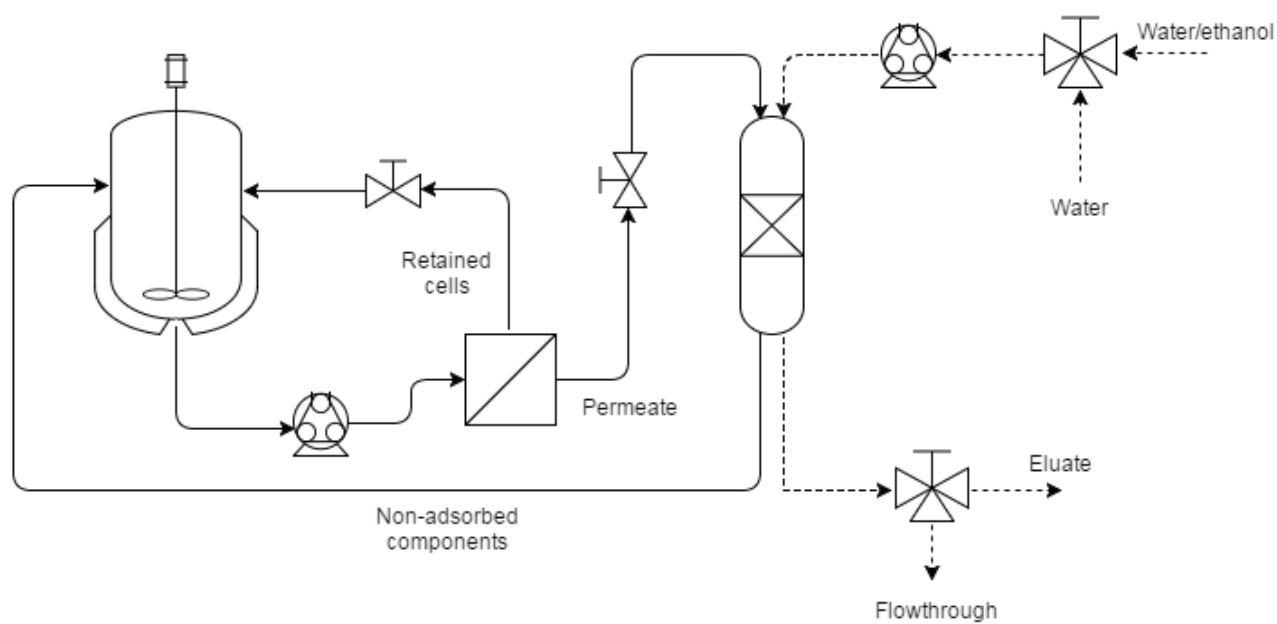 Water/ethanol
Water
Retained
cells
Permeate
Eluate
Non-adsorbed
components
Flowthrough